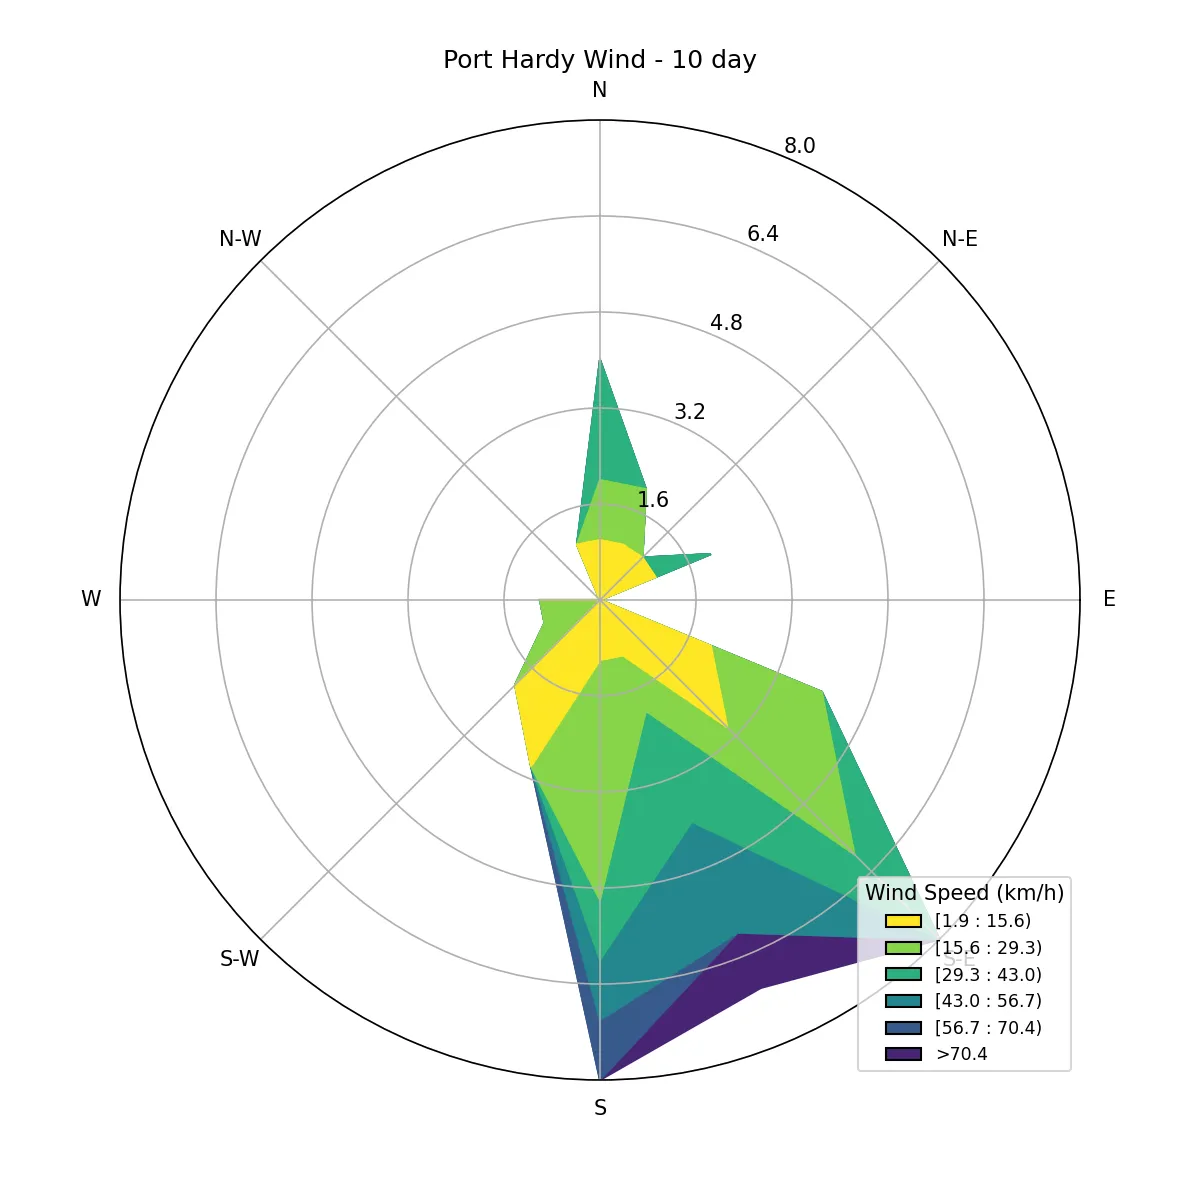 Port Hardy Wind - 10 day
N
8.0
N-W
6.4
N-E
4.8
3.2
1.6
W
E
S-W
S-E
S
Wind Speed (km/h)
[1.9 : 15.6)
[15.6 : 29.3)
[29.3 : 43.0)
[43.0 : 56.7)
[56.7 : 70.4)
>70.4